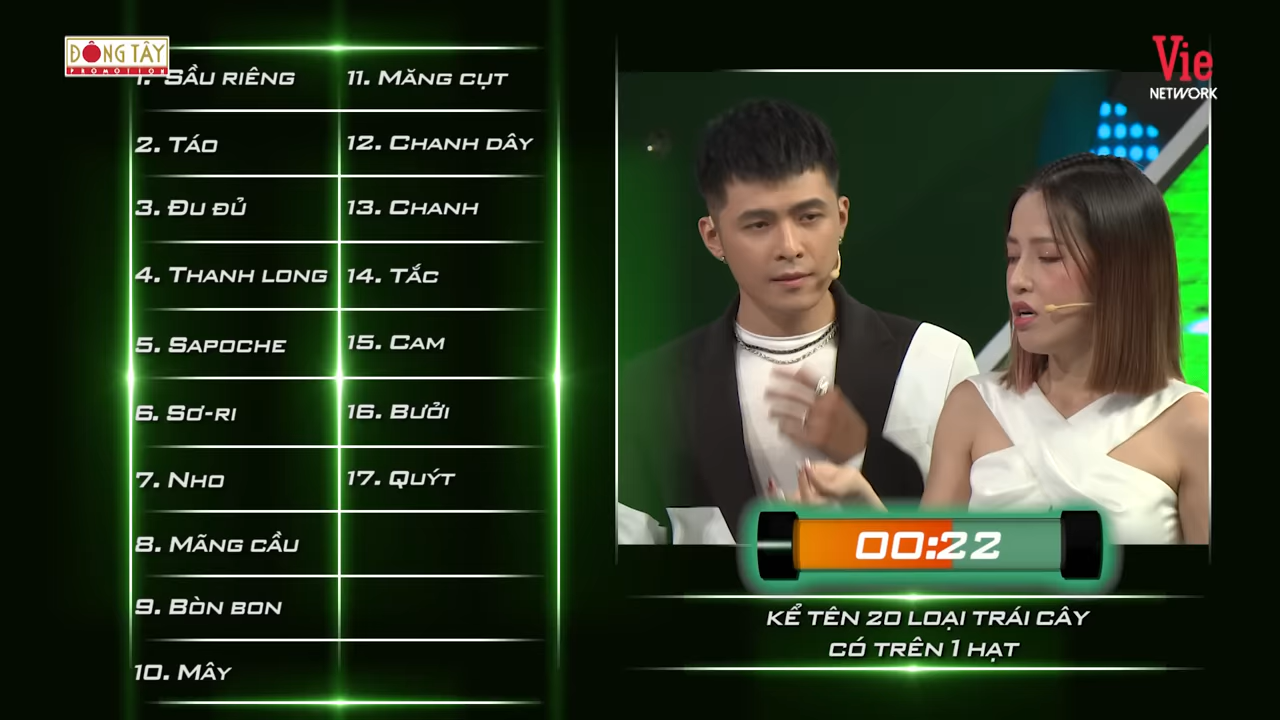 ĐÔNG TÂY
PROMOTION
Vie
NETWORK
1. SẦU RIÊNG
2. TÁO
3. ĐU ĐỦ
4. THANH LONG
5. SAPOCHE
6. SƠ-RI
7. NHO
8. MÃNG CẦU
9. BÒN BON
10. MÂY
11. MĂNG CỤT
12. CHANH DÂY
13. CHANH
14. TẮC
15. CAM
16. BƯỞI
17. QUÝT
00:22
KỂ TÊN 20 LOẠI TRÁI CÂY
CÓ TRÊN 1 HẠT